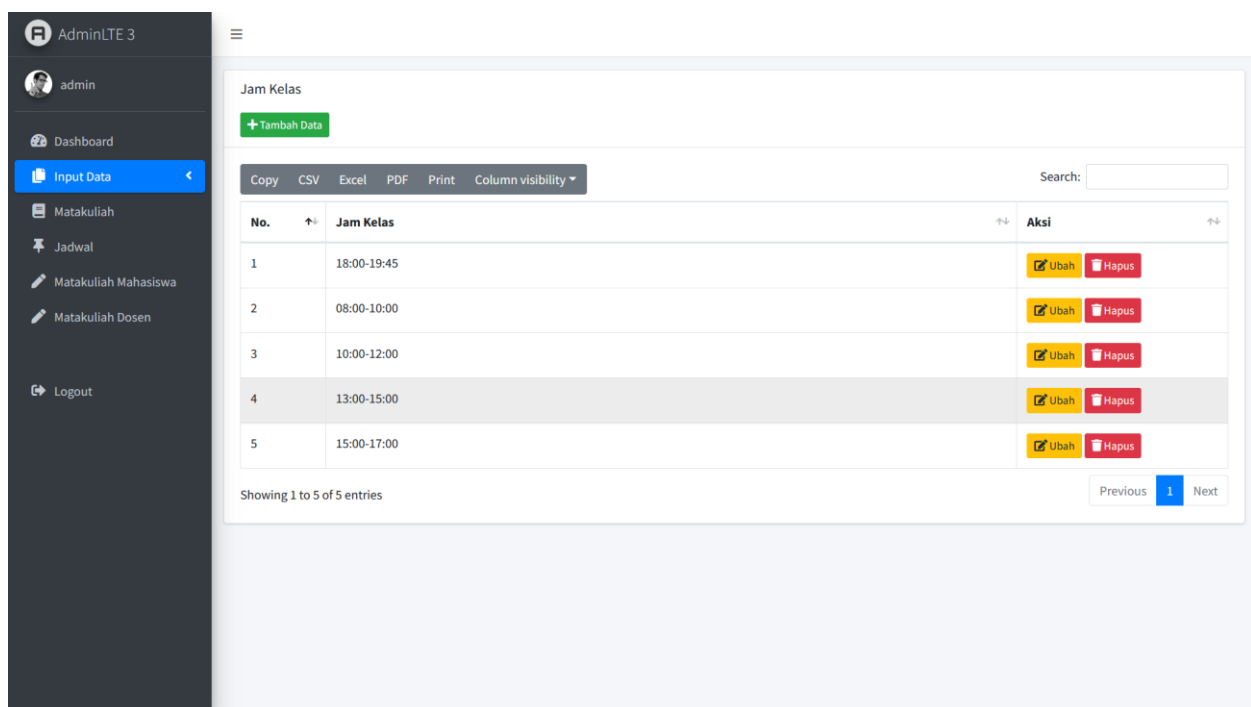 AdminLTE 3
admin
Dashboard
Input Data
Matakuliah
Jadwal
Matakuliah Mahasiswa
Matakuliah Dosen
Logout
Jam Kelas
Tambah Data
Copy CSV Excel PDF Print Column visibility
Search:
No. Jam Kelas Aksi
1 18:00-19:45 Ubah Hapus
2 08:00-10:00 Ubah Hapus
3 10:00-12:00 Ubah Hapus
4 13:00-15:00 Ubah Hapus
5 15:00-17:00 Ubah Hapus
Showing 1 to 5 of 5 entries
Previous 1 Next